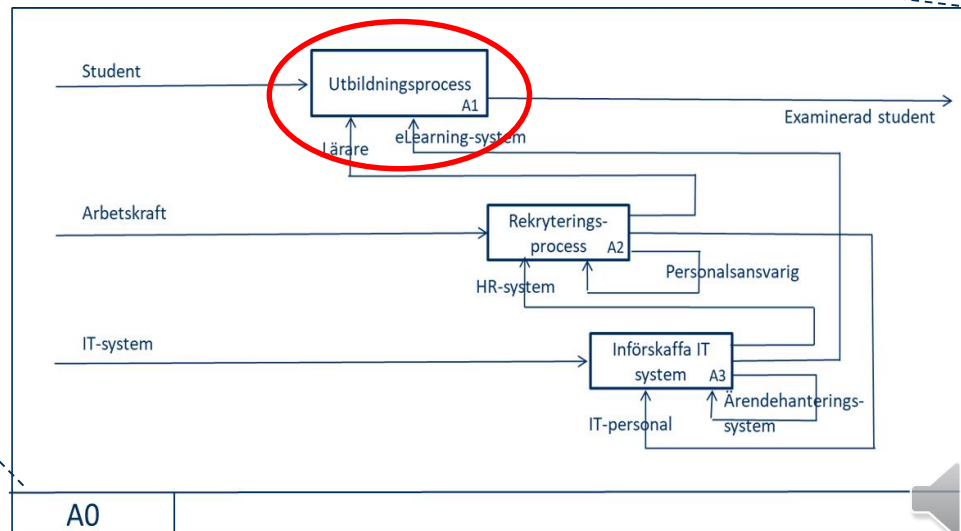 Student
Utbildningsprocess
A1
Examinerad student
Lärare
eLearning-system
Arbetskraft
Rekryterings-
process
A2
Personalsansvarig
HR-system
IT-system
Införskaffa IT
system
A3
Ärendehanterings-
system
IT-personal
A0